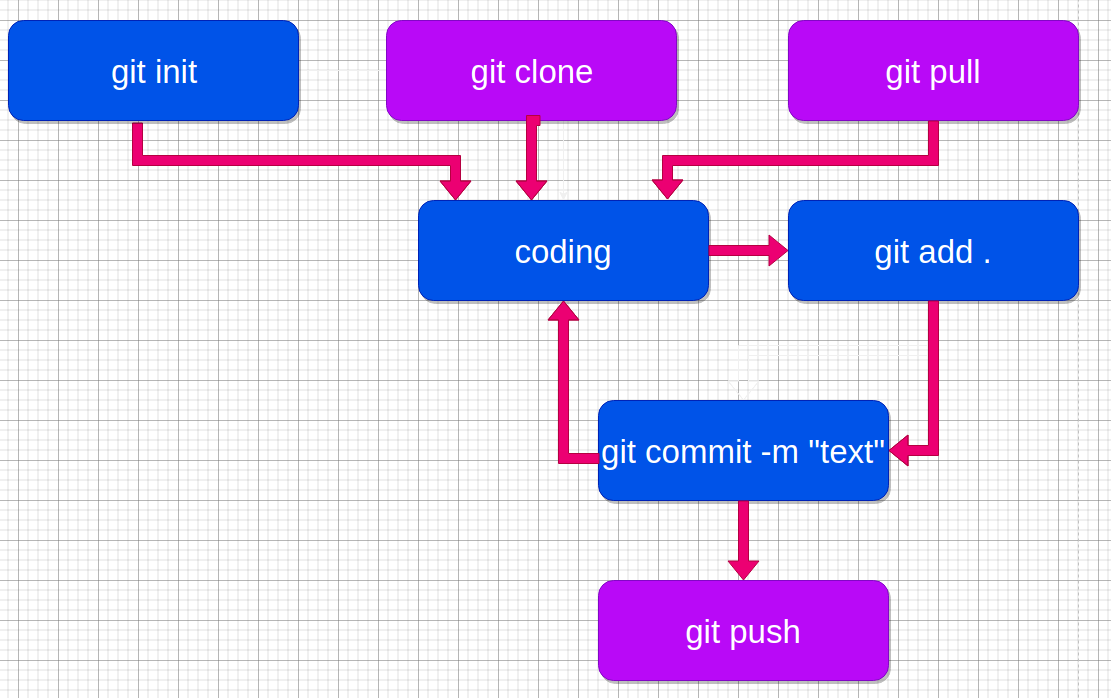 git init
git clone
git pull
coding
git add .
git commit -m "text"
git push